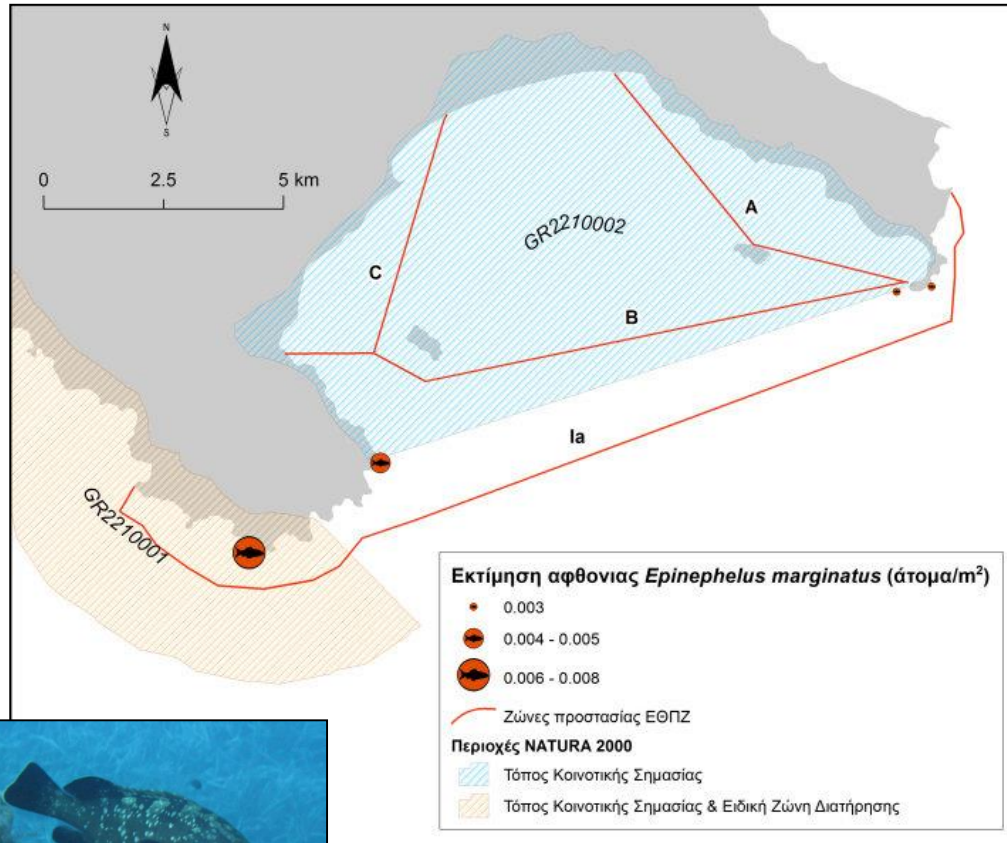 N
S
0 2.5 5 km
A
GR2210002
C
B
Ia
GR2210001
Εκτίμηση αφθονιας Epinephelus marginatus (άτομα/m²)
0.003
0.004 - 0.005
0.006 - 0.008
Ζώνες προστασίας ΕΘΠΖ
Περιοχές NATURA 2000
Τόπος Κοινοτικής Σημασίας
Τόπος Κοινοτικής Σημασίας & Ειδική Ζώνη Διατήρησης